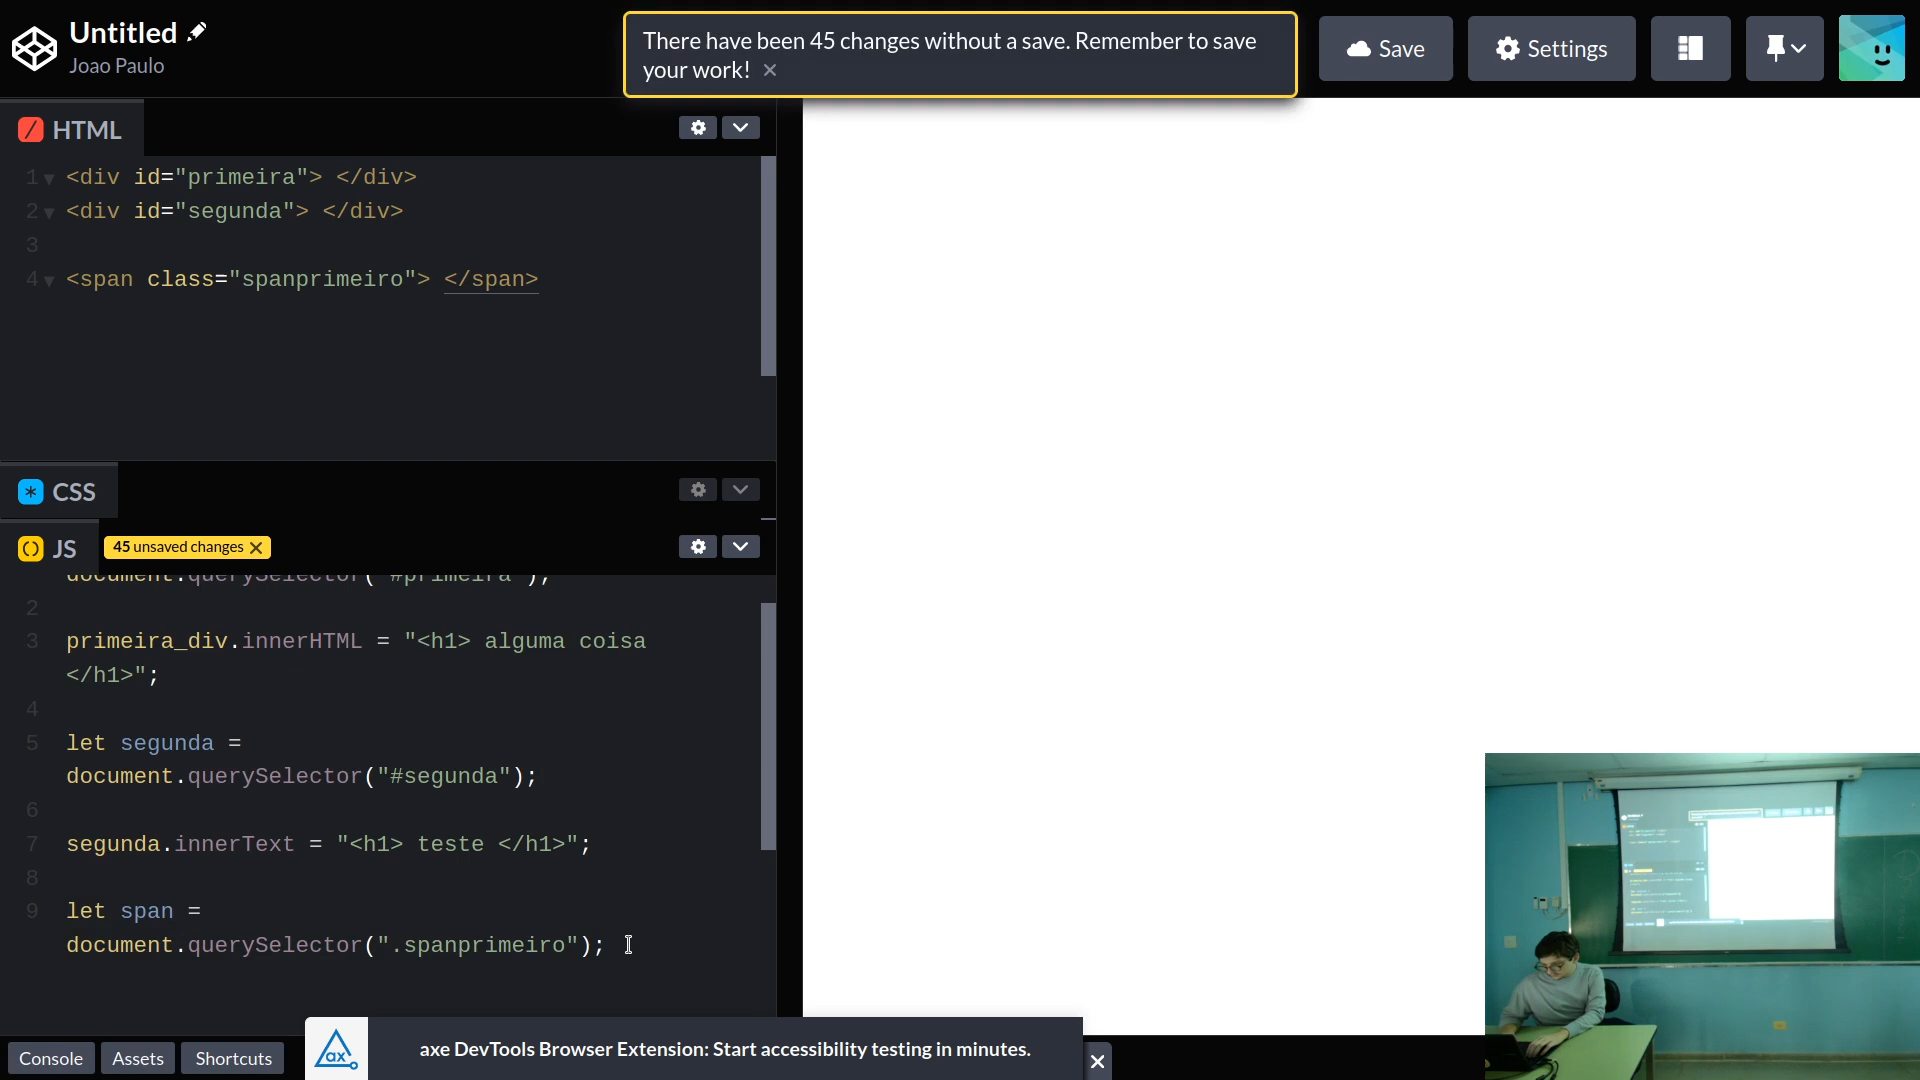 Untitled
Joao Paulo
There have been 45 changes without a save. Remember to save
your work! ×
Save
Settings
HTML
1 <div id="primeira"> </div>
2 <div id="segunda"> </div>
3
4 <span class="spanprimeiro"> </span>
CSS
JS
45 unsaved changes ×
document.querySelector("#primeira");
2
3 primeira_div.innerHTML = "<h1> alguma coisa
</h1>";
4
5 let segunda =
document.querySelector("#segunda");
6
7 segunda.innerText = "<h1> teste </h1>";
8
9 let span =
document.querySelector(".spanprimeiro");
Console
Assets
Shortcuts
ax
axe DevTools Browser Extension: Start accessibility testing in minutes.
×